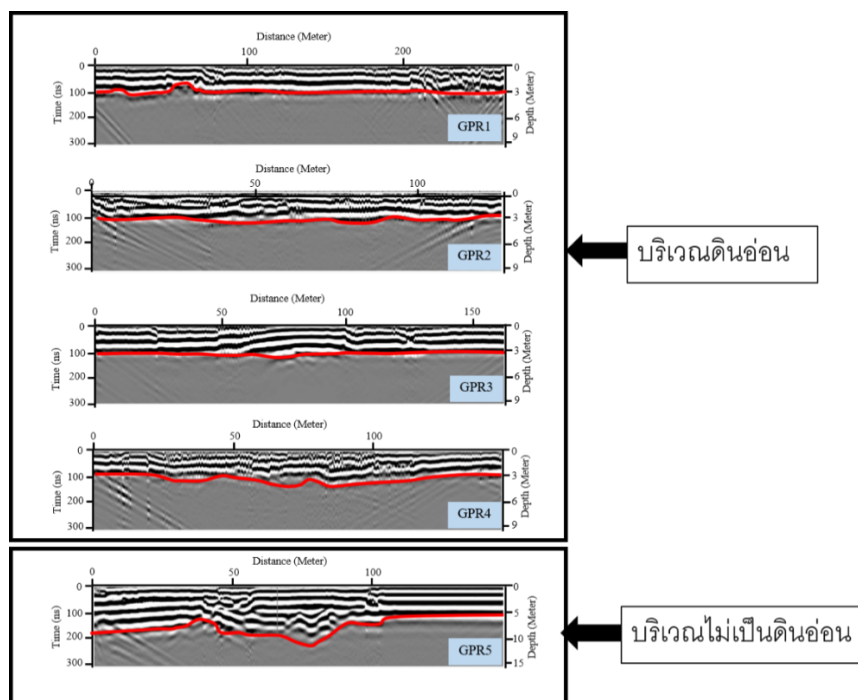 Distance (Meter)
0 100 200
Time (ns)
0
100
200
300
0
3
6
9
Depth (Meter)
GPR1
Distance (Meter)
0 50 100
Time (ns)
0
100
200
300
0
3
6
9
Depth (Meter)
GPR2
บริเวณดินอ่อน
Distance (Meter)
0 50 100 150
Time (ns)
0
100
200
300
0
3
6
9
Depth (Meter)
GPR3
Distance (Meter)
0 50 100
Time (ns)
0
100
200
300
0
3
6
9
Depth (Meter)
GPR4
Distance (Meter)
0 50 100
Time (ns)
0
100
200
300
0
5
10
15
Depth (Meter)
GPR5
บริเวณไม่เป็นดินอ่อน